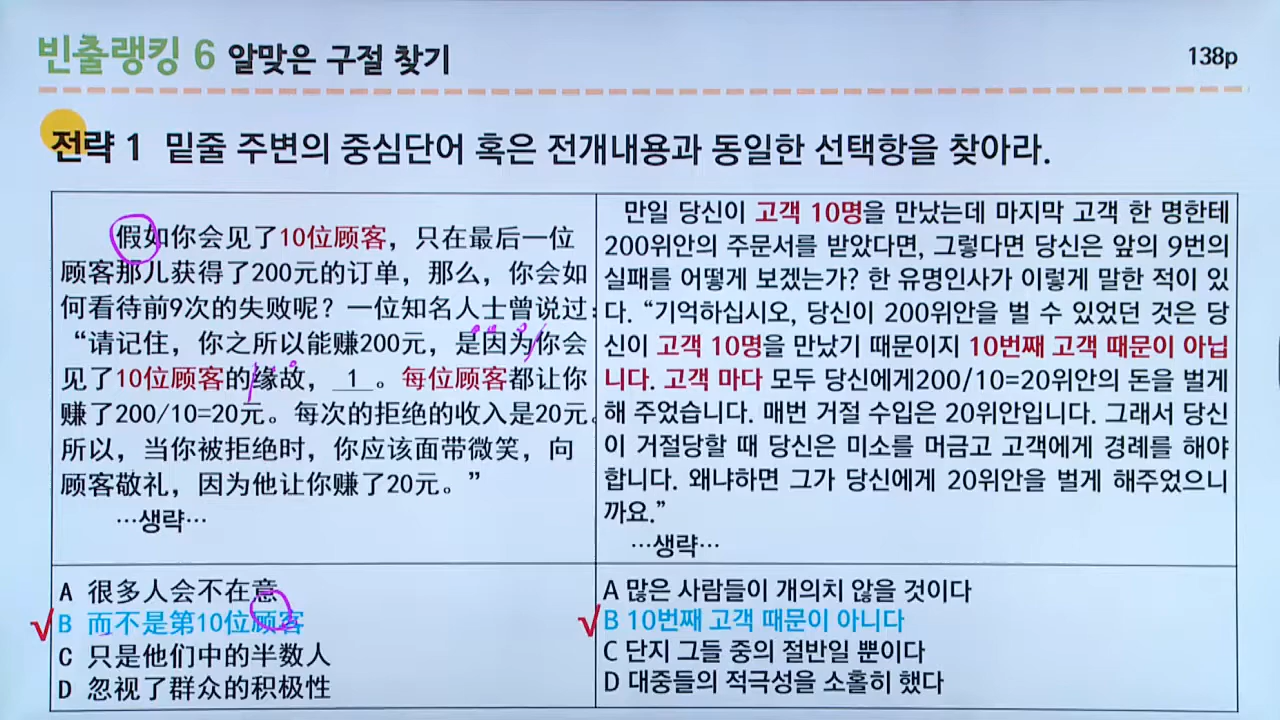 빈출랭킹 6 알맞은 구절 찾기
138p
전략 1 밑줄 주변의 중심단어 혹은 전개내용과 동일한 선택항을 찾아라.
假如你会见了10位顾客，只在最后一位
顾客那儿获得了200元的订单，那么，你会如
何看待前9次的失败呢？一位知名人士曾说过：
“请记住，你之所以能赚200元，是因为你会
见了10位顾客的缘故，__1__。每位顾客都让你
赚了200/10=20元。每次的拒绝的收入是20元。
所以，当你被拒绝时，你应该面带微笑，向
顾客敬礼，因为他让你赚了20元。”
…생략…
만일 당신이 고객 10명을 만났는데 마지막 고객 한 명한테
200위안의 주문서를 받았다면, 그렇다면 당신은 앞의 9번의
실패를 어떻게 보겠는가? 한 유명인사가 이렇게 말한 적이 있
다. “기억하십시오, 당신이 200위안을 벌 수 있었던 것은 당
신이 고객 10명을 만났기 때문이지 10번째 고객 때문이 아닙
니다. 고객 마다 모두 당신에게200/10=20위안의 돈을 벌게
해 주었습니다. 매번 거절 수입은 20위안입니다. 그래서 당신
이 거절당할 때 당신은 미소를 머금고 고객에게 경례를 해야
합니다. 왜냐하면 그가 당신에게 20위안을 벌게 해주었으니
까요.”
…생략…
A 很多人会不在意
B 而不是第10位顾客
C 只是他们中的半数人
D 忽视了群众的积极性
A 많은 사람들이 개의치 않을 것이다
B 10번째 고객 때문이 아니다
C 단지 그들 중의 절반일 뿐이다
D 대중들의 적극성을 소홀히 했다